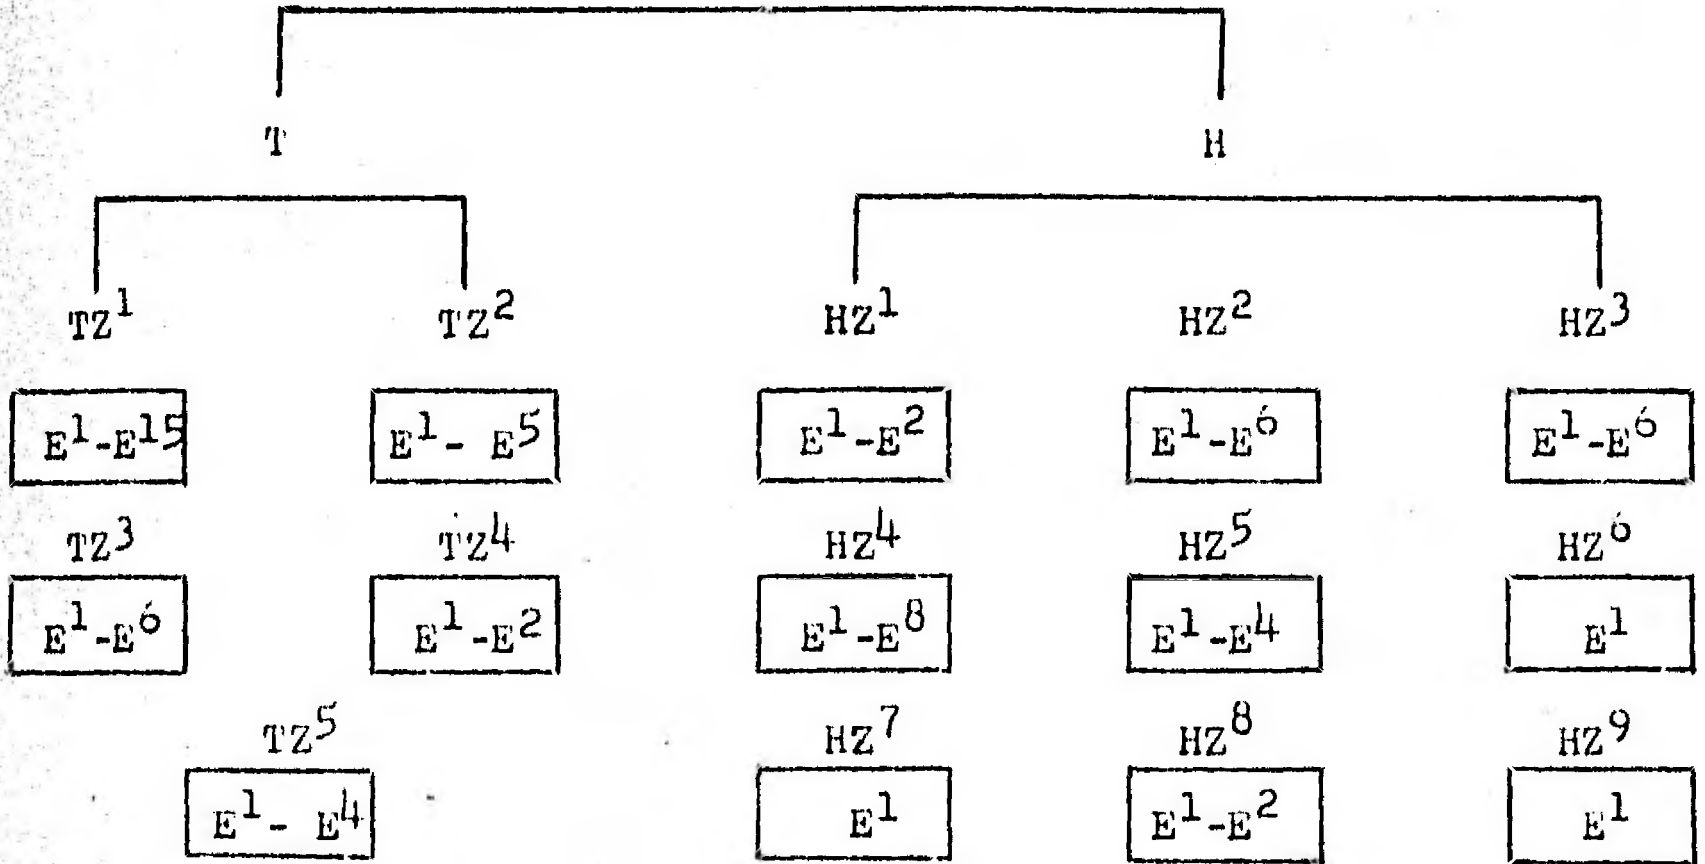 T H
TZ¹ TZ² HZ¹ HZ² HZ³
E¹-E¹⁵ E¹- E⁵ E¹-E² E¹-E⁶ E¹-E⁶
TZ³ TZ⁴ HZ⁴ HZ⁵ HZ⁶
E¹-E⁶ E¹-E² E¹-E⁸ E¹-E⁴ E¹
TZ⁵ HZ⁷ HZ⁸ HZ⁹
E¹- E⁴ E¹ E¹-E² E¹